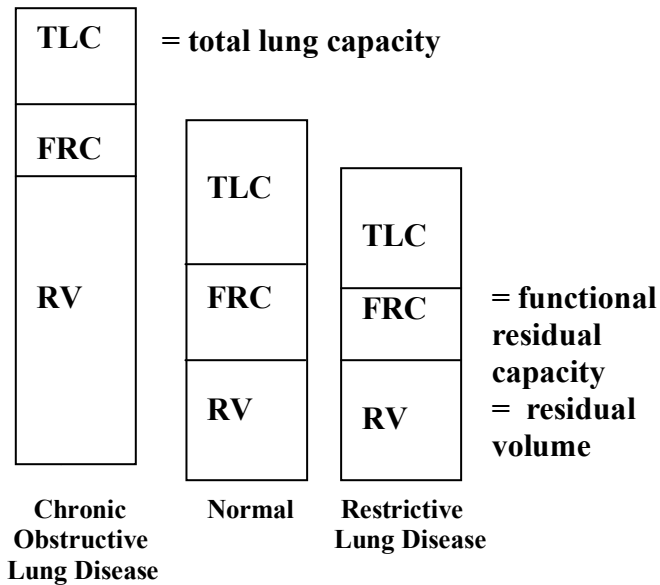 TLC
= total lung capacity
FRC
RV
TLC
FRC
RV
TLC
FRC
RV
= functional
residual
capacity
= residual
volume
Chronic
Obstructive
Lung Disease
Normal
Restrictive
Lung Disease